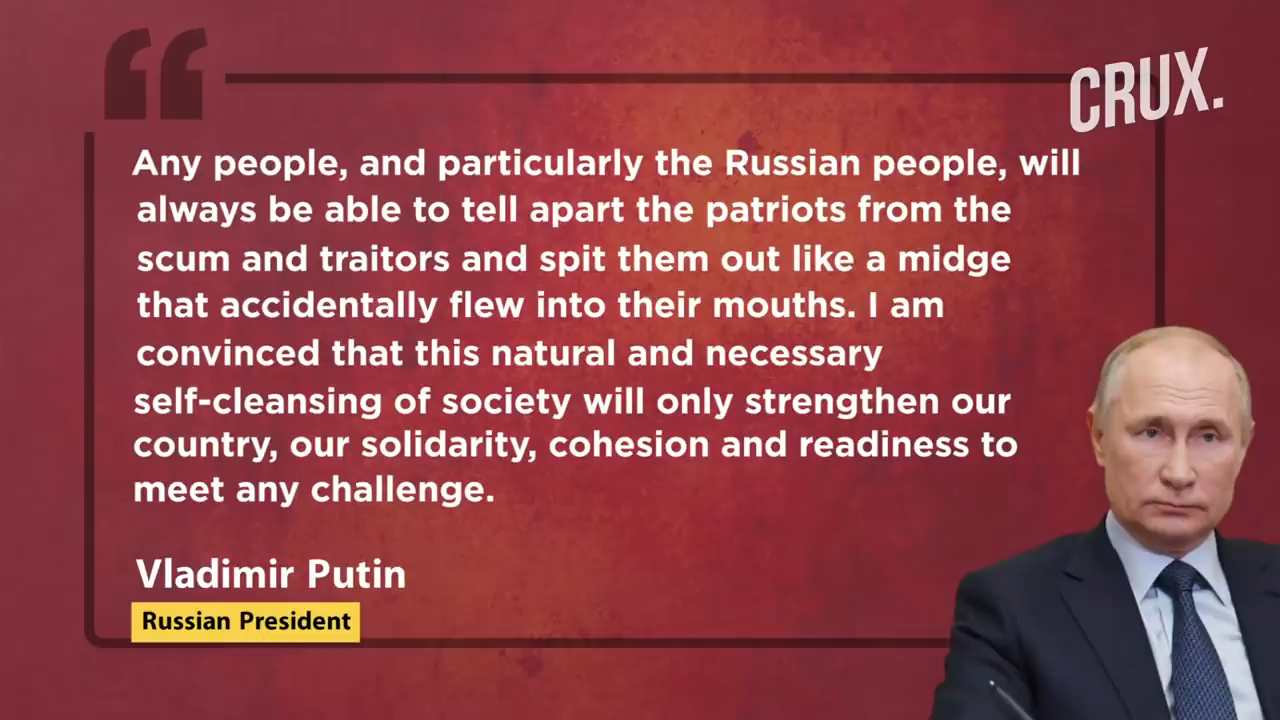 CRUX.
Any people, and particularly the Russian people, will
always be able to tell apart the patriots from the
scum and traitors and spit them out like a midge
that accidentally flew into their mouths. I am
convinced that this natural and necessary
self-cleansing of society will only strengthen our
country, our solidarity, cohesion and readiness to
meet any challenge.
Vladimir Putin
Russian President